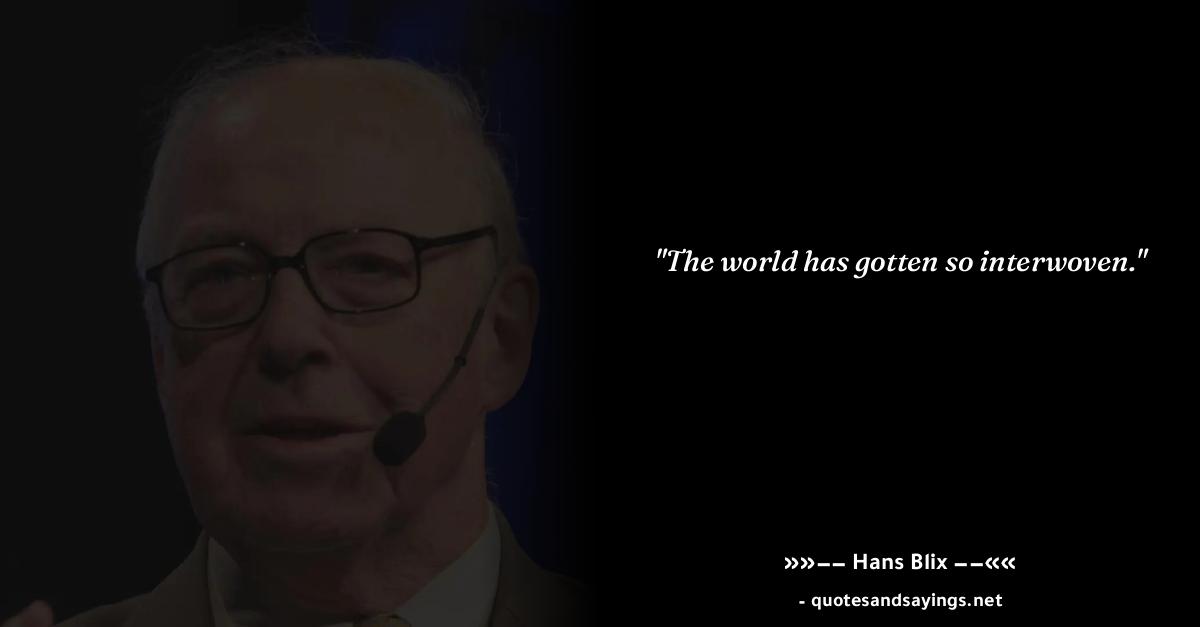 "The world has gotten so interwoven."
»»—— Hans Blix ——««
- quotesandsayings.net